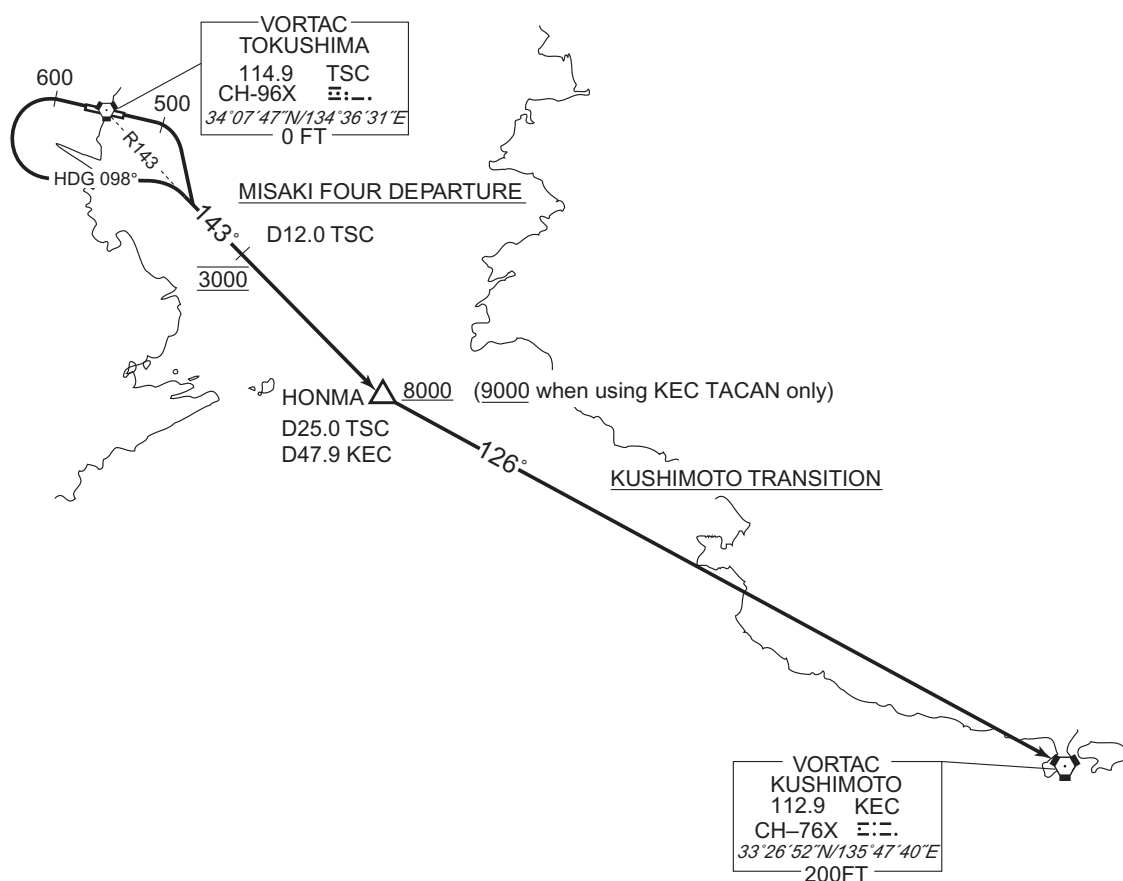 VORTAC
TOKUSHIMA
114.9 TSC
CH-96X
34°07′47″N/134°36′31″E
0 FT
600
500
R143
HDG 098°
MISAKI FOUR DEPARTURE
143°
D12.0 TSC
3000
HONMA
8000 (9000 when using KEC TACAN only)
D25.0 TSC
D47.9 KEC
126°
KUSHIMOTO TRANSITION
VORTAC
KUSHIMOTO
112.9 KEC
CH–76X
33°26′52″N/135°47′40″E
200FT